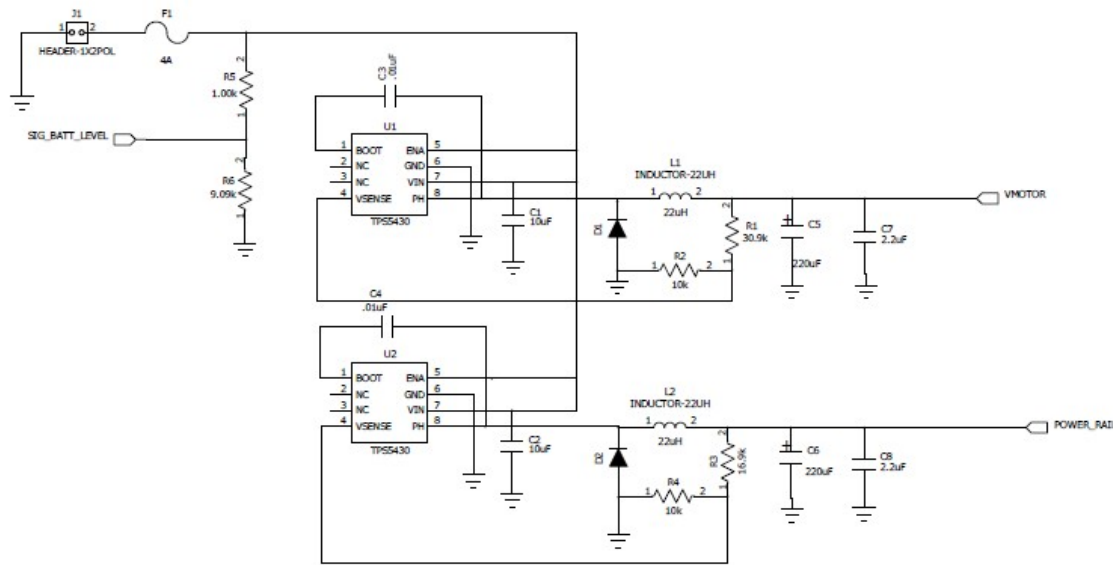 J1
1 2
HEADER-1X2POL
F1
4A
2
R5
1.00k
1
SIG_BATT_LEVEL
2
R6
9.09k
1
C3
.01uF
U1
1 BOOT ENA 5
2 NC GND 6
3 NC VIN 7
4 VSENSE PH 8
TPS5430
C1
10uF
L1
INDUCTOR-22UH
1 2
22uH
VMOTOR
D1
2
R1
30.9k
1
R2
1 2
10k
+
C5
220uF
C7
2.2uF
C4
.01uF
U2
1 BOOT ENA 5
2 NC GND 6
3 NC VIN 7
4 VSENSE PH 8
TPS5430
C2
10uF
L2
INDUCTOR-22UH
1 2
22uH
POWER_RAIL
D2
2
R3
16.9k
1
R4
1 2
10k
+
C6
220uF
C8
2.2uF